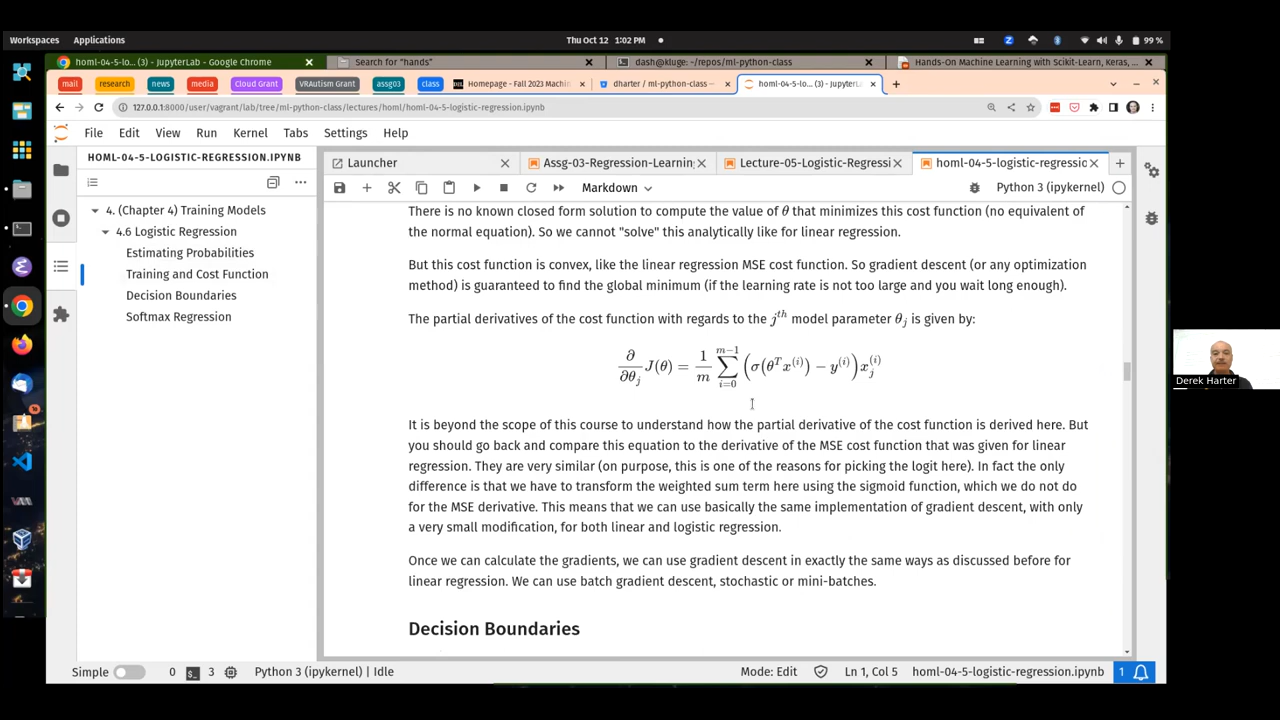 Workspaces Applications Thu Oct 12 1:02 PM 99 %
homl-04-5-lo... (3) - JupyterLab - Google Chrome Search for "hands" dash@kluge: ~/repos/ml-python-class Hands-On Machine Learning with Scikit-Learn, Keras, ...
mail research news media Cloud Grant VRAutism Grant assg03 class Homepage - Fall 2023 Machin dharter / ml-python-class — homl-04-5-lo... (3) - JupyterL
127.0.0.1:8000/user/vagrant/lab/tree/ml-python-class/lectures/homl/homl-04-5-logistic-regression.ipynb
File Edit View Run Kernel Tabs Settings Help
HOML-04-5-LOGISTIC-REGRESSION.IPYNB
4. (Chapter 4) Training Models
4.6 Logistic Regression
Estimating Probabilities
Training and Cost Function
Decision Boundaries
Softmax Regression
Launcher Assg-03-Regression-Learnin Lecture-05-Logistic-Regressi homl-04-5-logistic-regressic
Markdown Python 3 (ipykernel)
There is no known closed form solution to compute the value of θ that minimizes this cost function (no equivalent of
the normal equation). So we cannot "solve" this analytically like for linear regression.
But this cost function is convex, like the linear regression MSE cost function. So gradient descent (or any optimization
method) is guaranteed to find the global minimum (if the learning rate is not too large and you wait long enough).
The partial derivatives of the cost function with regards to the j^{th} model parameter θ_j is given by:
∂/∂θ_j J(θ) = 1/m ∑_{i=0}^{m−1} (σ(θ^T x^{(i)}) − y^{(i)}) x_j^{(i)}
It is beyond the scope of this course to understand how the partial derivative of the cost function is derived here. But
you should go back and compare this equation to the derivative of the MSE cost function that was given for linear
regression. They are very similar (on purpose, this is one of the reasons for picking the logit here). In fact the only
difference is that we have to transform the weighted sum term here using the sigmoid function, which we do not do
for the MSE derivative. This means that we can use basically the same implementation of gradient descent, with only
a very small modification, for both linear and logistic regression.
Once we can calculate the gradients, we can use gradient descent in exactly the same ways as discussed before for
linear regression. We can use batch gradient descent, stochastic or mini-batches.
Decision Boundaries
Simple 0 3 Python 3 (ipykernel) | Idle Mode: Edit Ln 1, Col 5 homl-04-5-logistic-regression.ipynb 1
Derek Harter